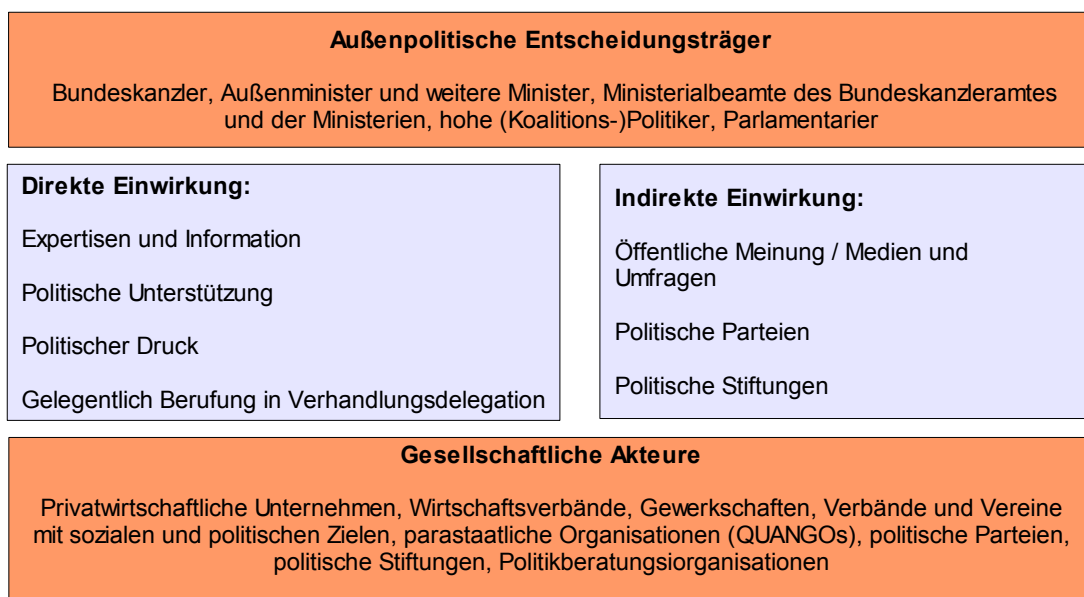 Außenpolitische Entscheidungsträger
Bundeskanzler, Außenminister und weitere Minister, Ministerialbeamte des Bundeskanzleramtes
und der Ministerien, hohe (Koalitions-)Politiker, Parlamentarier
Direkte Einwirkung:
Expertisen und Information
Politische Unterstützung
Politischer Druck
Gelegentlich Berufung in Verhandlungsdelegation
Indirekte Einwirkung:
Öffentliche Meinung / Medien und
Umfragen
Politische Parteien
Politische Stiftungen
Gesellschaftliche Akteure
Privatwirtschaftliche Unternehmen, Wirtschaftsverbände, Gewerkschaften, Verbände und Vereine
mit sozialen und politischen Zielen, parastaatliche Organisationen (QUANGOs), politische Parteien,
politische Stiftungen, Politikberatungsiorganisationen